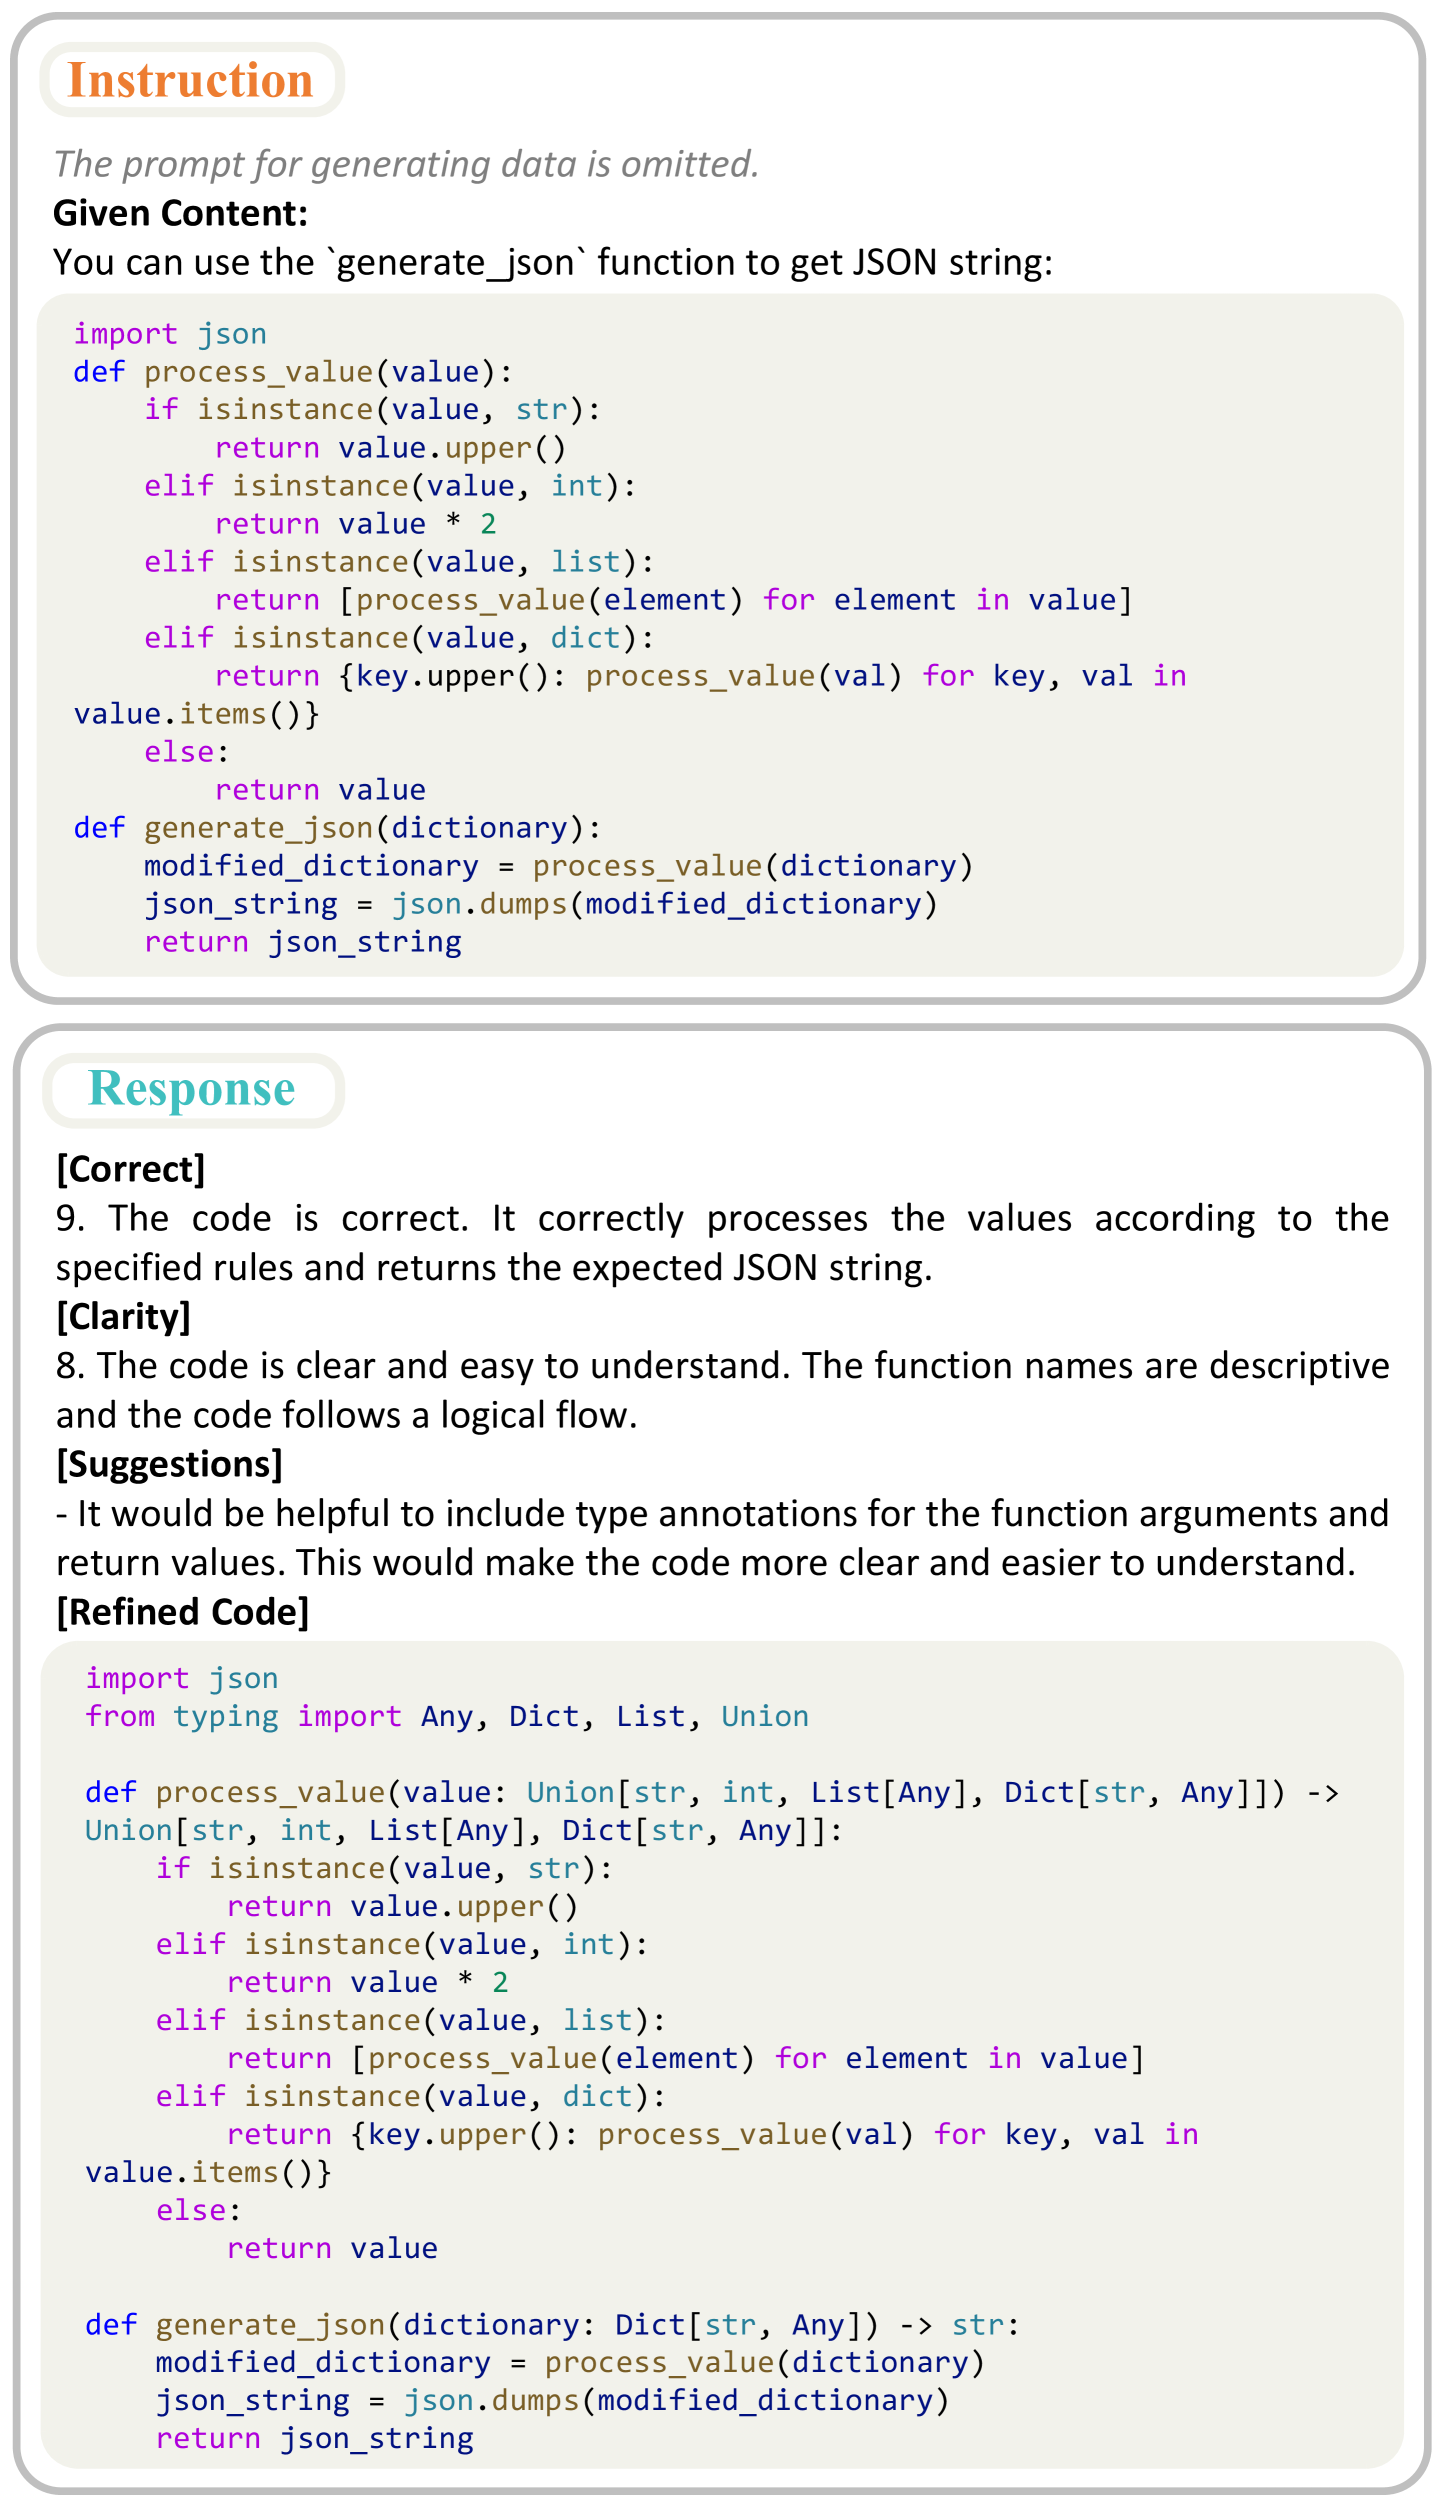 Instruction
The prompt for generating data is omitted.
Given Content:
You can use the `generate_json` function to get JSON string:
import json
def process_value(value):
    if isinstance(value, str):
        return value.upper()
    elif isinstance(value, int):
        return value * 2
    elif isinstance(value, list):
        return [process_value(element) for element in value]
    elif isinstance(value, dict):
        return {key.upper(): process_value(val) for key, val in
value.items()}
    else:
        return value
def generate_json(dictionary):
    modified_dictionary = process_value(dictionary)
    json_string = json.dumps(modified_dictionary)
    return json_string
Response
[Correct]
9. The code is correct. It correctly processes the values according to the
specified rules and returns the expected JSON string.
[Clarity]
8. The code is clear and easy to understand. The function names are descriptive
and the code follows a logical flow.
[Suggestions]
- It would be helpful to include type annotations for the function arguments and
return values. This would make the code more clear and easier to understand.
[Refined Code]
import json
from typing import Any, Dict, List, Union

def process_value(value: Union[str, int, List[Any], Dict[str, Any]]) ->
Union[str, int, List[Any], Dict[str, Any]]:
    if isinstance(value, str):
        return value.upper()
    elif isinstance(value, int):
        return value * 2
    elif isinstance(value, list):
        return [process_value(element) for element in value]
    elif isinstance(value, dict):
        return {key.upper(): process_value(val) for key, val in
value.items()}
    else:
        return value

def generate_json(dictionary: Dict[str, Any]) -> str:
    modified_dictionary = process_value(dictionary)
    json_string = json.dumps(modified_dictionary)
    return json_string